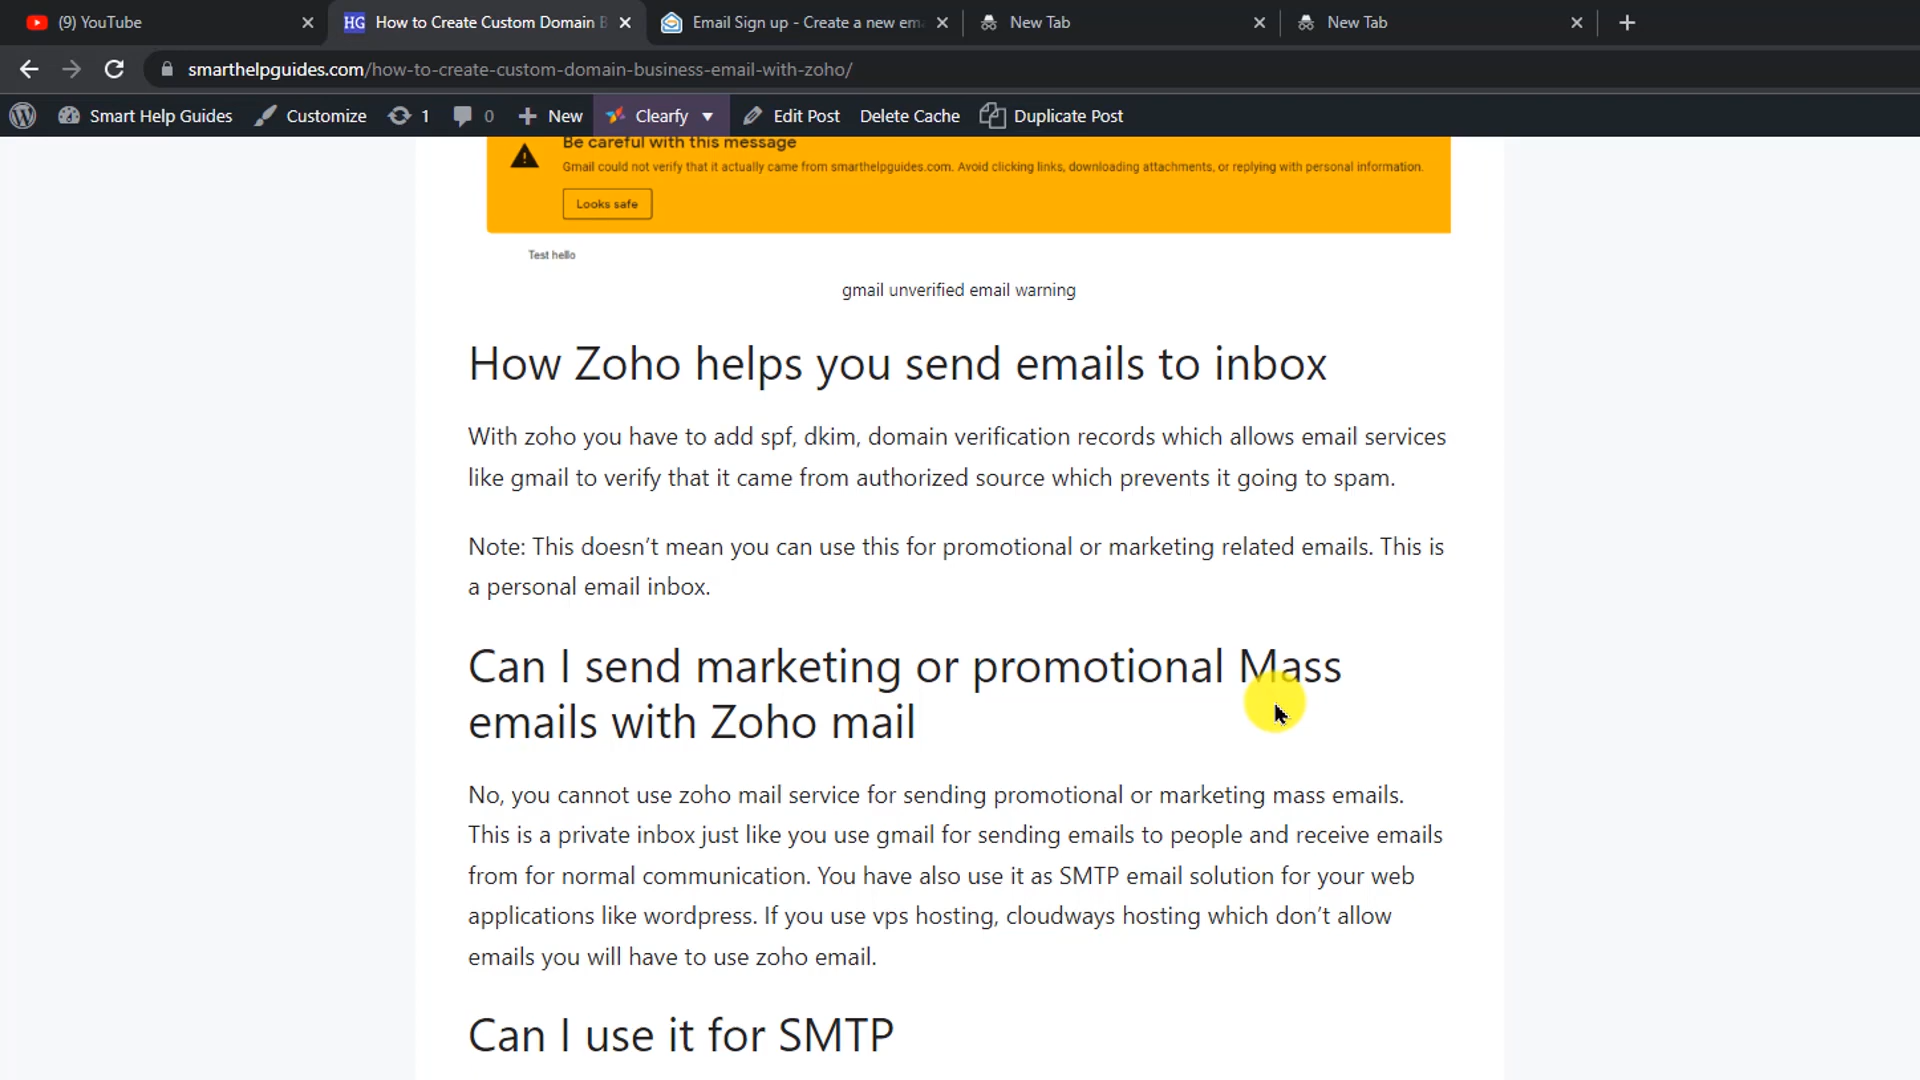 (9) YouTube
HG How to Create Custom Domain B
Email Sign up - Create a new em
New Tab
New Tab
smarthelpguides.com/how-to-create-custom-domain-business-email-with-zoho/
Smart Help Guides Customize 1 0 New Clearfy Edit Post Delete Cache Duplicate Post
Be careful with this message
Gmail could not verify that it actually came from smarthelpguides.com. Avoid clicking links, downloading attachments, or replying with personal information.
Looks safe
Test hello
gmail unverified email warning
How Zoho helps you send emails to inbox
With zoho you have to add spf, dkim, domain verification records which allows email services
like gmail to verify that it came from authorized source which prevents it going to spam.
Note: This doesn’t mean you can use this for promotional or marketing related emails. This is
a personal email inbox.
Can I send marketing or promotional Mass
emails with Zoho mail
No, you cannot use zoho mail service for sending promotional or marketing mass emails.
This is a private inbox just like you use gmail for sending emails to people and receive emails
from for normal communication. You have also use it as SMTP email solution for your web
applications like wordpress. If you use vps hosting, cloudways hosting which don’t allow
emails you will have to use zoho email.
Can I use it for SMTP